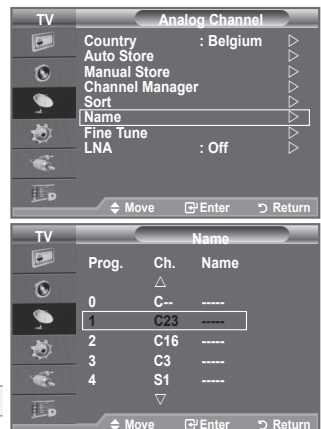 TV Analog Channel
Country : Belgium
Auto Store
Manual Store
Channel Manager
Sort
Name
Fine Tune
LNA : Off
Move Enter Return
TV Name
Prog. Ch. Name
0 C-- -----
1 C23 -----
2 C16 -----
3 C3 -----
4 S1 -----
Move Enter Return